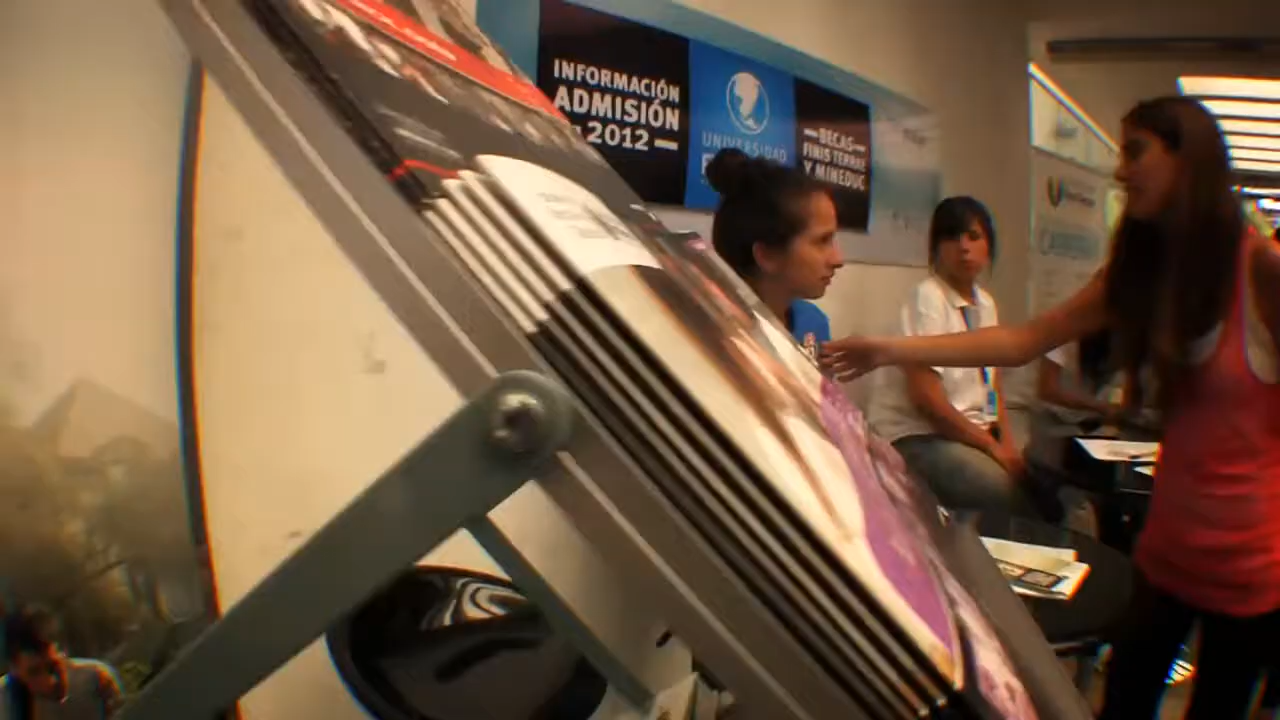 INFORMACIÓN
ADMISIÓN
2012
UNIVERSIDAD
BECAS
FINIS TERRAE
Y MINEDUC